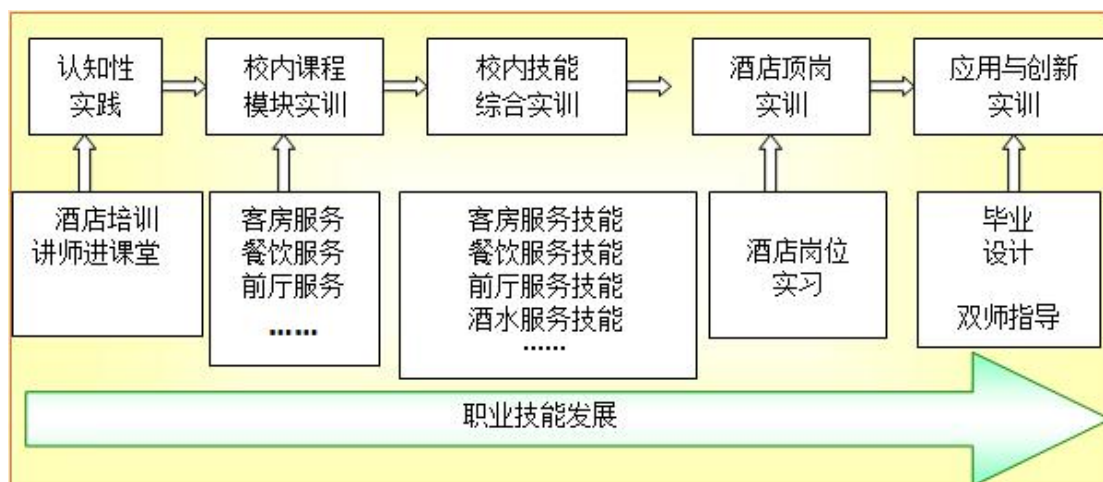 认知性
实践
校内课程
模块实训
校内技能
综合实训
酒店顶岗
实训
应用与创新
实训
酒店培训
讲师进课堂
客房服务
餐饮服务
前厅服务
……
客房服务技能
餐饮服务技能
前厅服务技能
酒水服务技能
……
酒店岗位
实习
毕业
设计
双师指导
职业技能发展